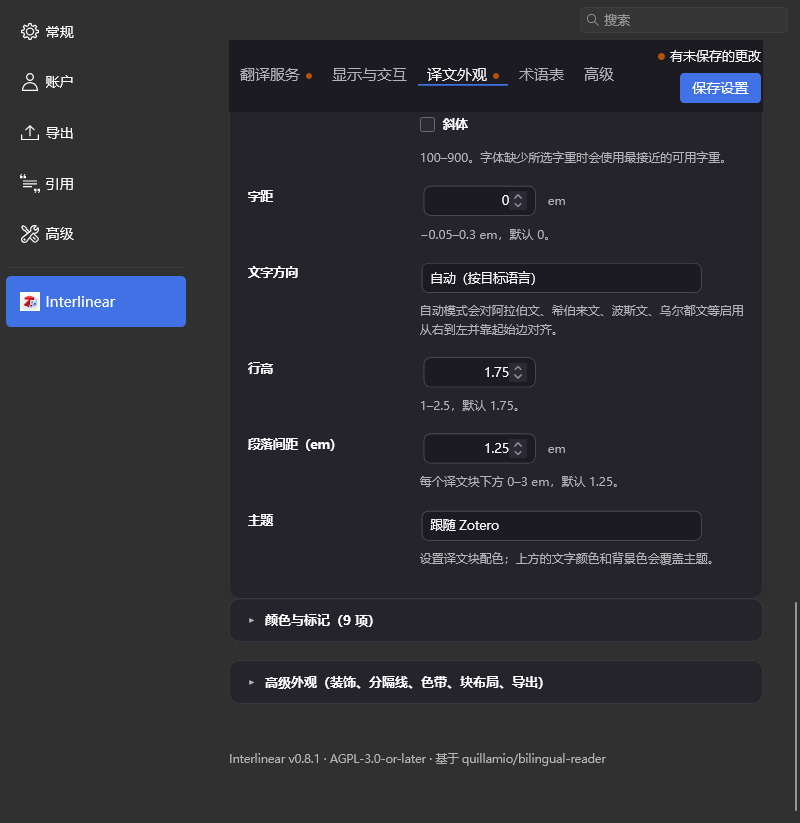 搜索
常规
账户
导出
引用
高级
Interlinear
翻译服务
显示与交互
译文外观
术语表
高级
有未保存的更改
保存设置
斜体
100–900。字体缺少所选字重时会使用最接近的可用字重。
字距
0
em
−0.05–0.3 em，默认 0。
文字方向
自动（按目标语言）
自动模式会对阿拉伯文、希伯来文、波斯文、乌尔都文等启用
从右到左并靠起始边对齐。
行高
1.75
1–2.5，默认 1.75。
段落间距（em）
1.25
em
每个译文块下方 0–3 em，默认 1.25。
主题
跟随 Zotero
设置译文块配色；上方的文字颜色和背景色会覆盖主题。
颜色与标记（9 项）
高级外观（装饰、分隔线、色带、块布局、导出）
Interlinear v0.8.1 · AGPL-3.0-or-later · 基于 quillamio/bilingual-reader